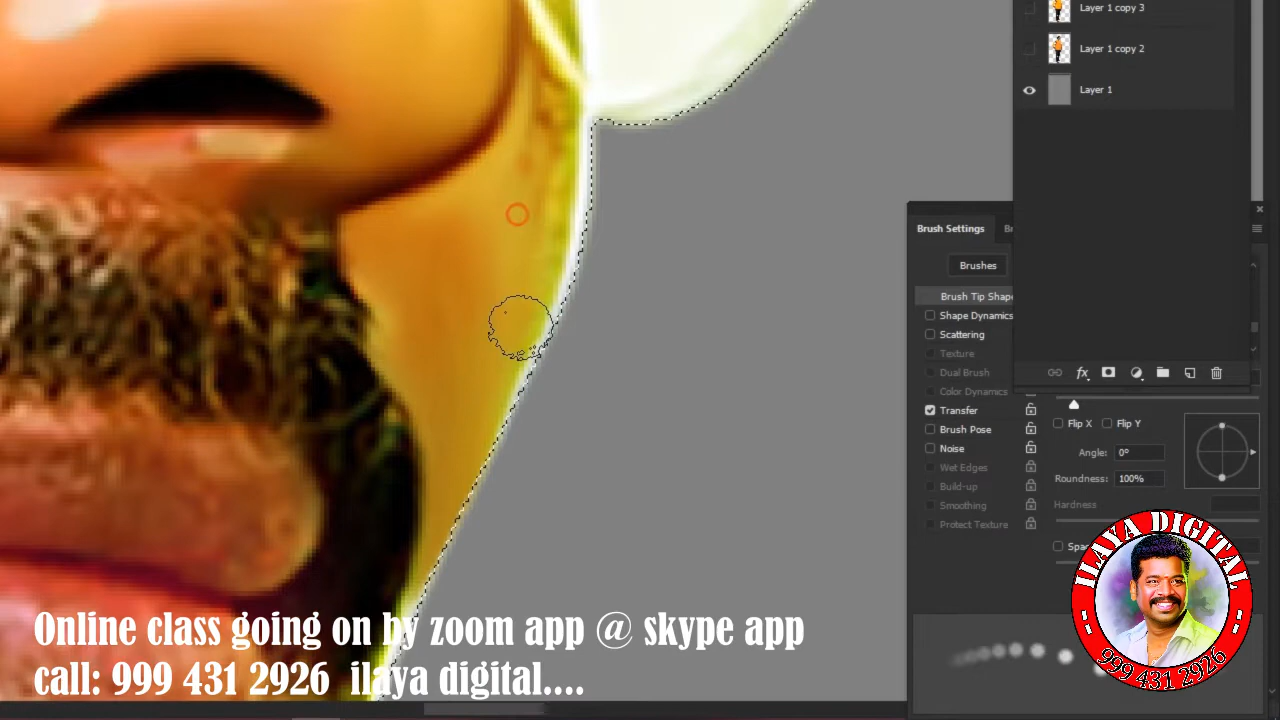 Layer 1 copy 3
Layer 1 copy 2
Layer 1
Brush Settings
Brushes
Brush Tip Shape
Shape Dynamics
Scattering
Texture
Dual Brush
Color Dynamics
Transfer
Flip X
Flip Y
Brush Pose
Angle: 0°
Noise
Wet Edges
Roundness: 100%
Build-up
Smoothing
Hardness
Protect Texture
ILAYA DIGITAL
999 431 2926
Online class going on by zoom app @ skype app
call: 999 431 2926 ilaya digital....